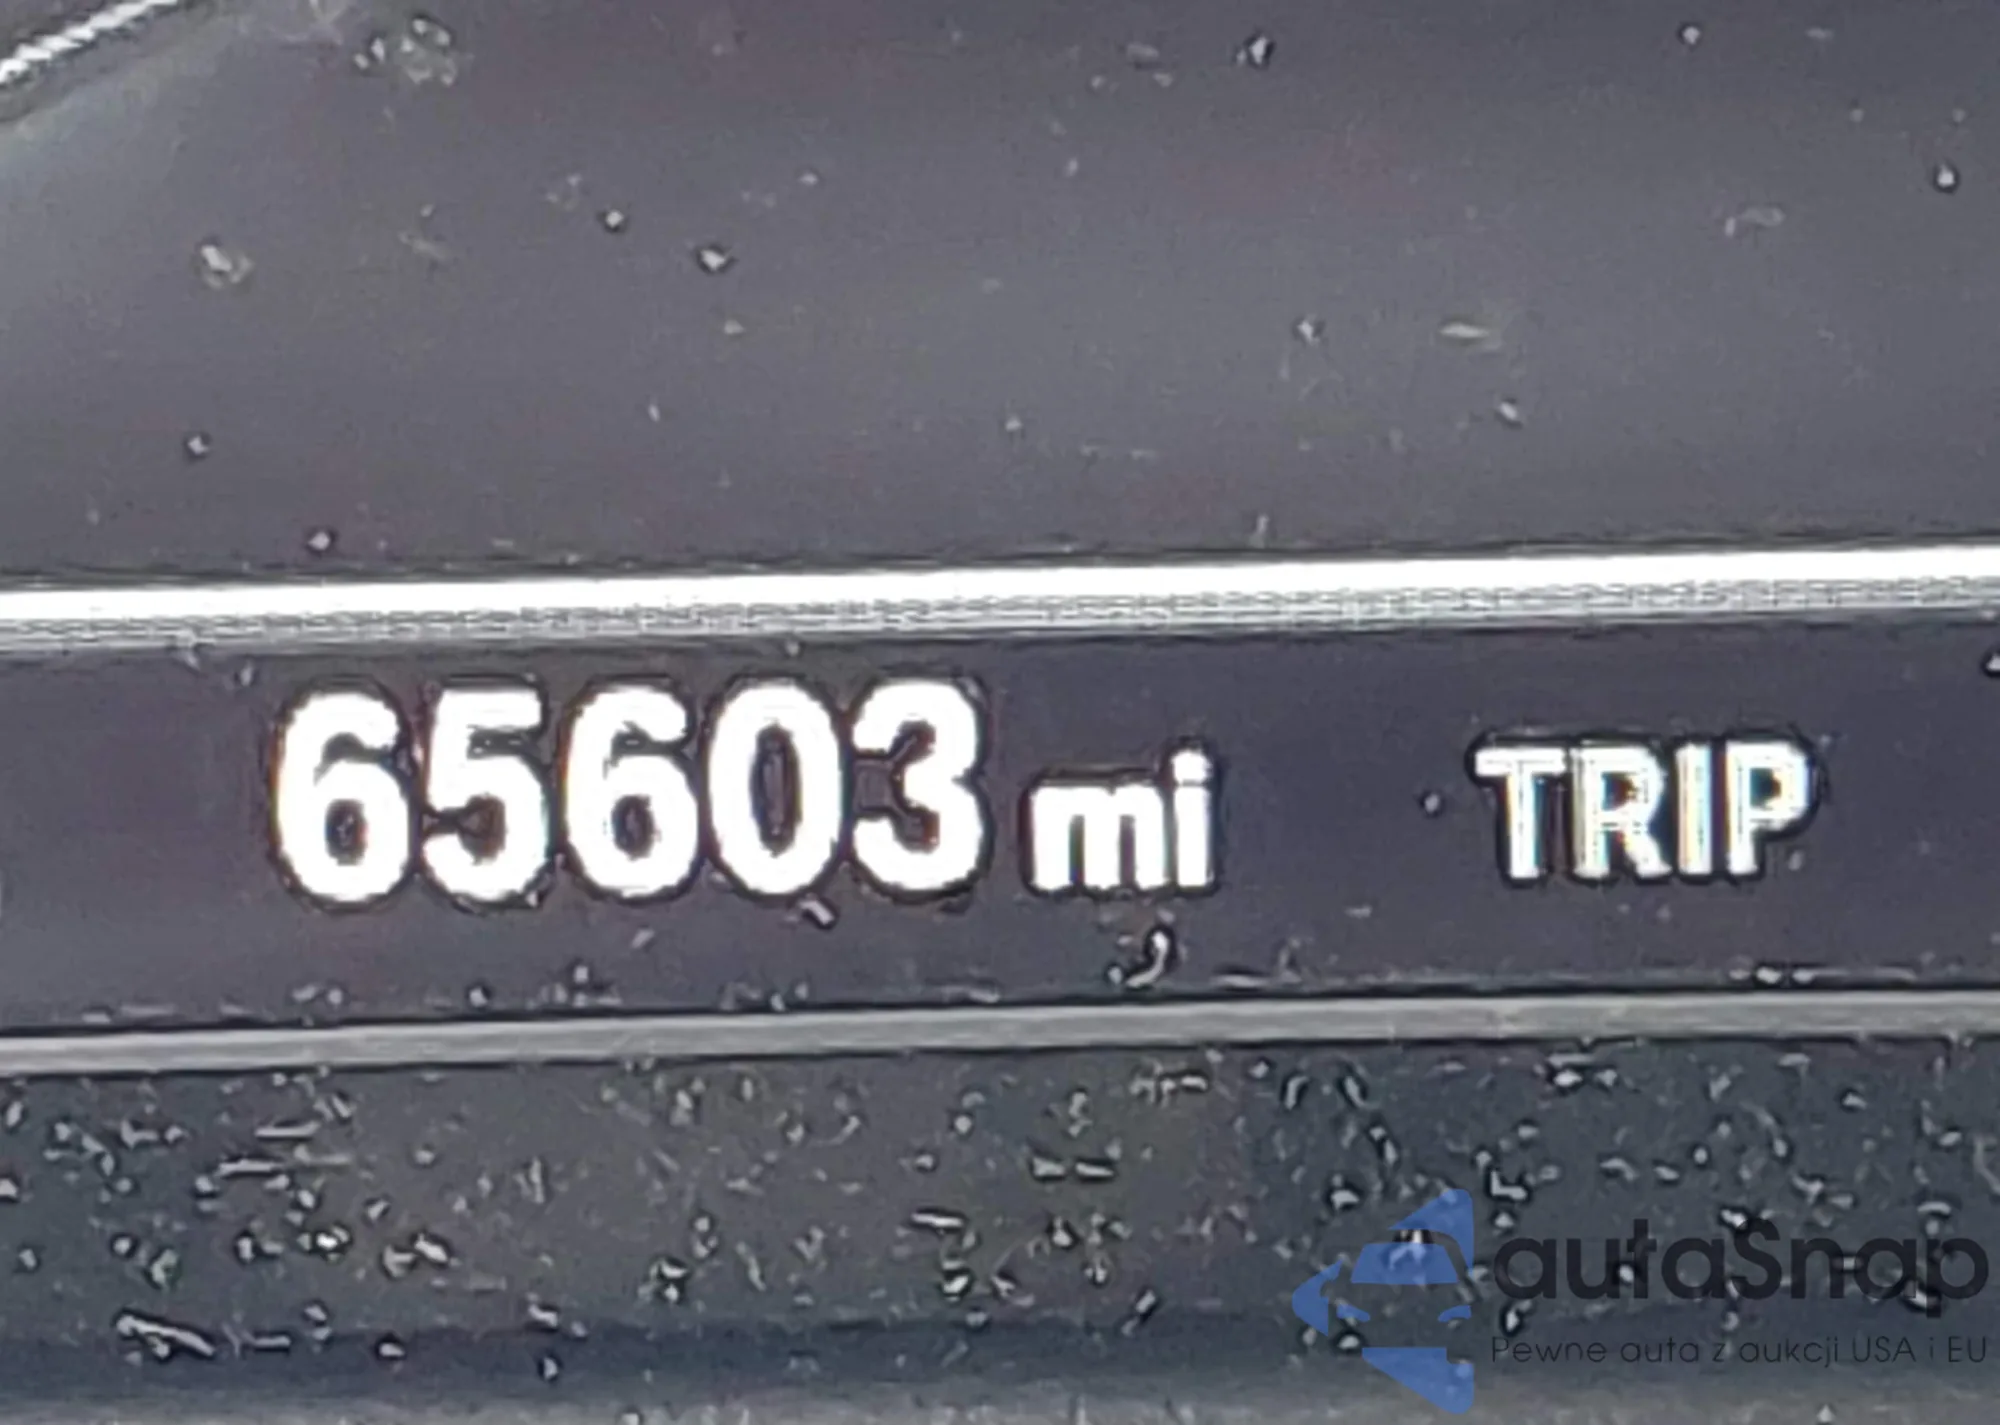 65603 mi TRIP
autaSnap
Pewne auta z aukcji USA i EU